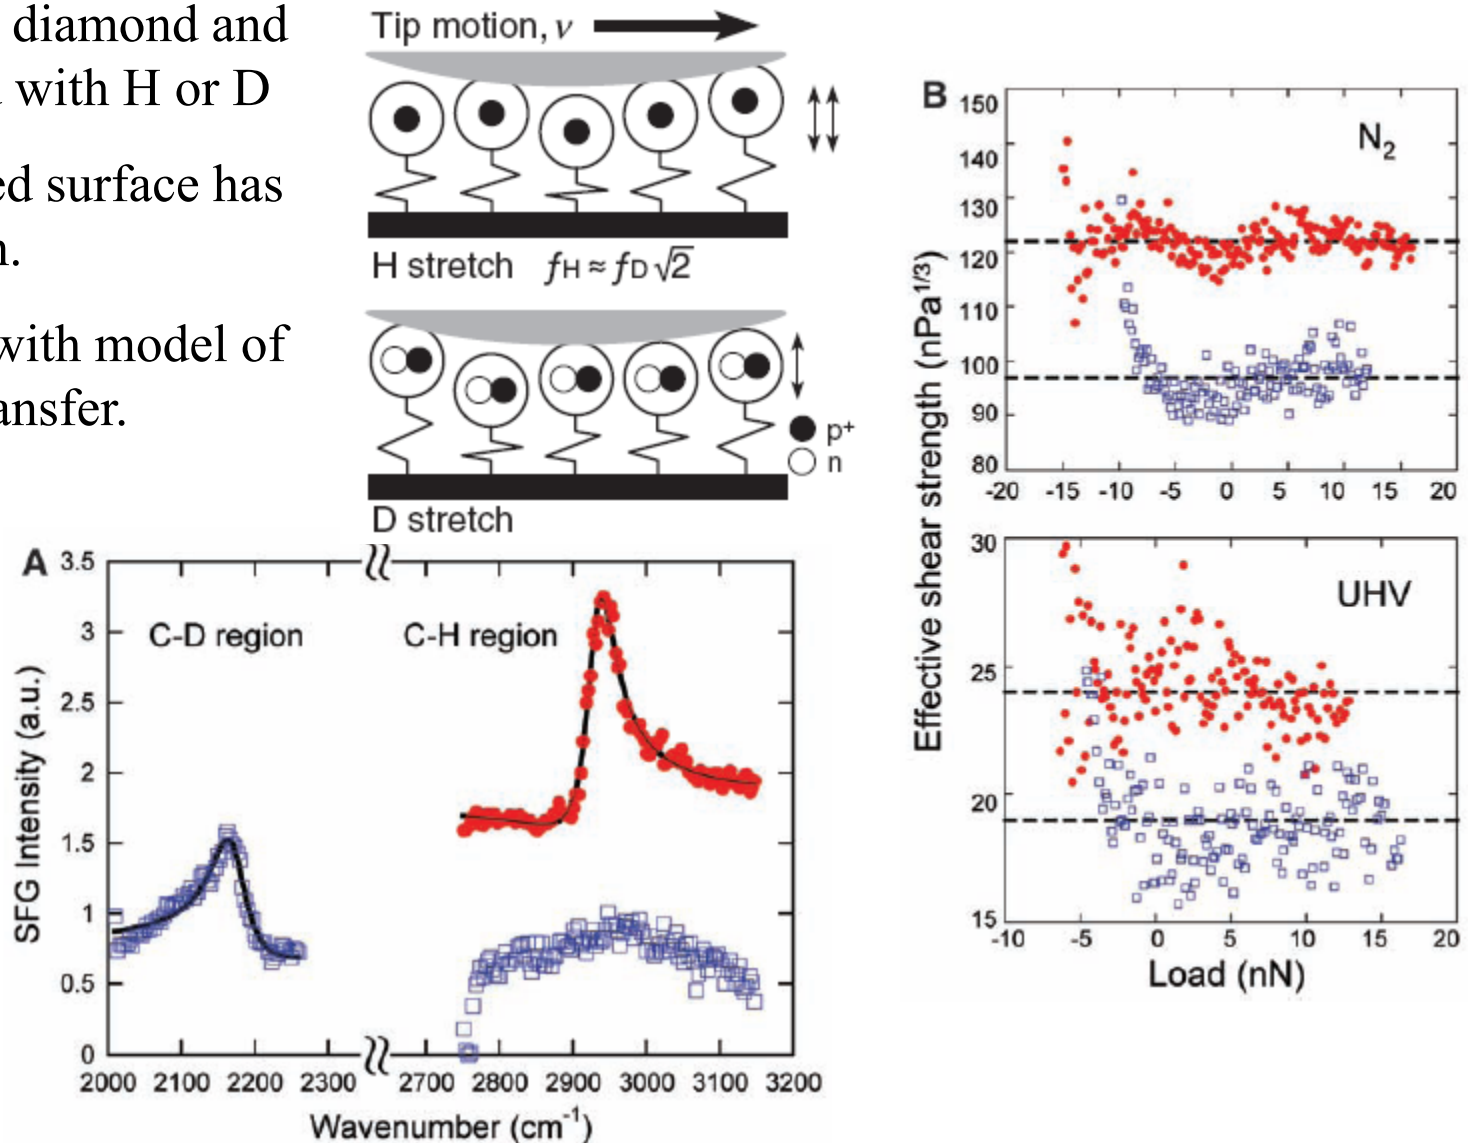 diamond and
with H or D
ed surface has
with model of
ansfer.
Tip motion, ν
H stretch fH ≈ fD √2
p+
n
D stretch
A
3.5
3
2.5
2
1.5
1
0.5
0
C-D region
C-H region
SFG Intensity (a.u.)
2000 2100 2200 2300 2700 2800 2900 3000 3100 3200
Wavenumber (cm-1)
B
N2
150
140
130
120
110
100
90
80
-20 -15 -10 -5 0 5 10 15 20
Effective shear strength (nPa1/3)
UHV
30
25
20
15
-10 -5 0 5 10 15 20
Load (nN)